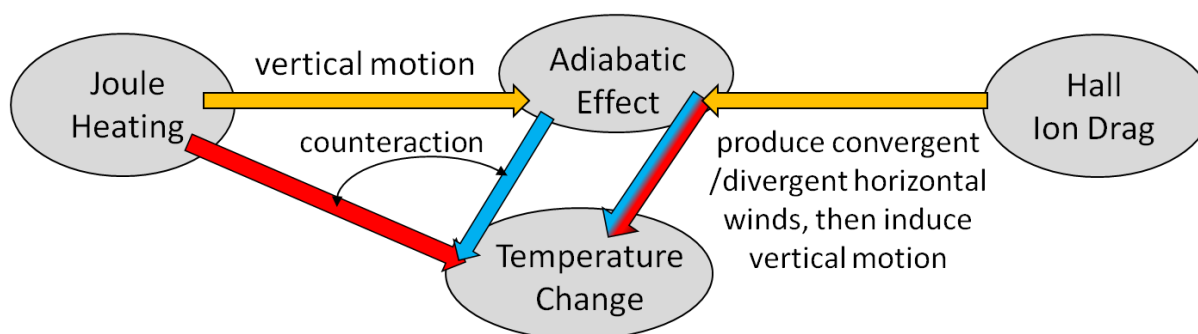 Joule
Heating
vertical motion
Adiabatic
Effect
Hall
Ion Drag
counteraction
produce convergent
/divergent horizontal
winds, then induce
vertical motion
Temperature
Change